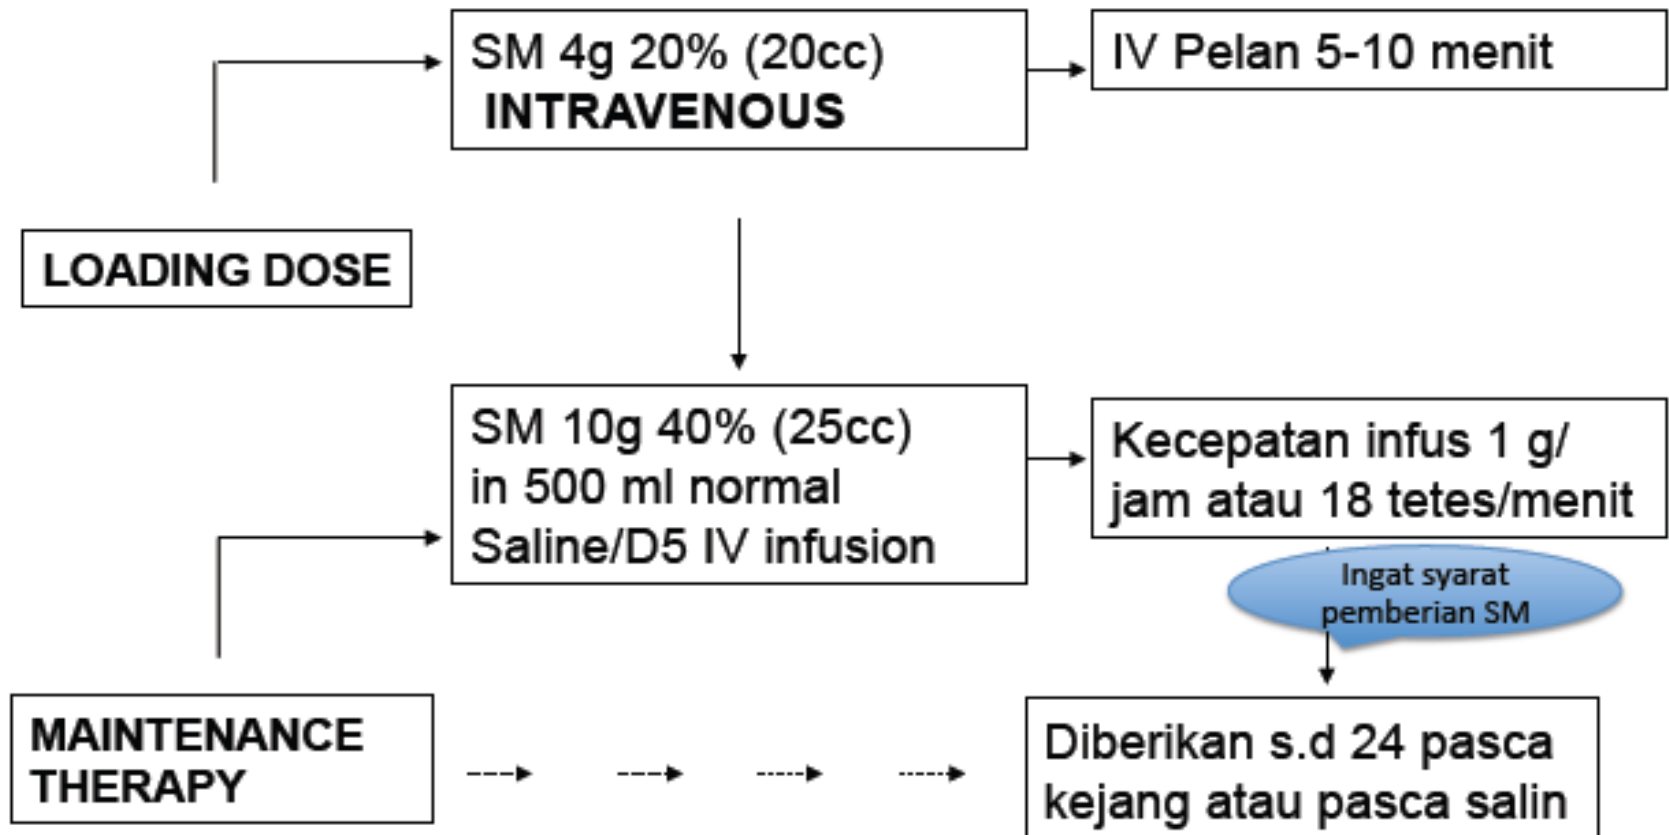 SM 4g 20% (20cc)
INTRAVENOUS
IV Pelan 5-10 menit
LOADING DOSE
SM 10g 40% (25cc)
in 500 ml normal
Saline/D5 IV infusion
Kecepatan infus 1 g/
jam atau 18 tetes/menit
Ingat syarat
pemberian SM
MAINTENANCE
THERAPY
Diberikan s.d 24 pasca
kejang atau pasca salin